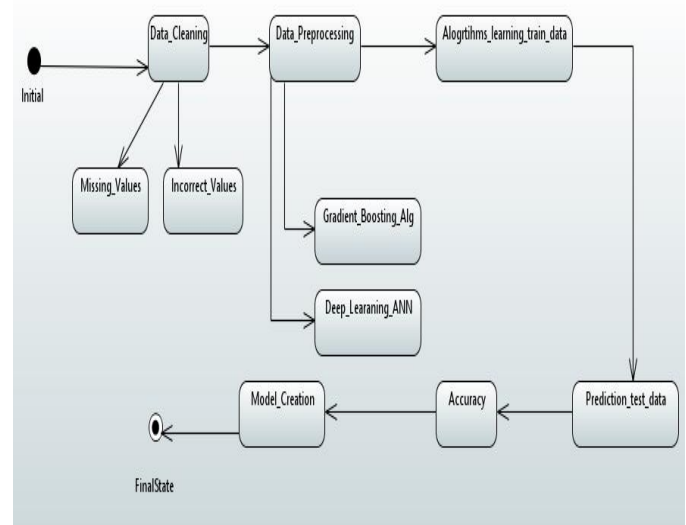 Data_Cleaning
Data_Preprocessing
Alogrtihms_learning_train_data
Initial
Missing_Values
Incorrect_Values
Gradient_Boosting_Alg
Deep_Learaning_ANN
Model_Creation
Accuracy
Prediction_test_data
FinalState